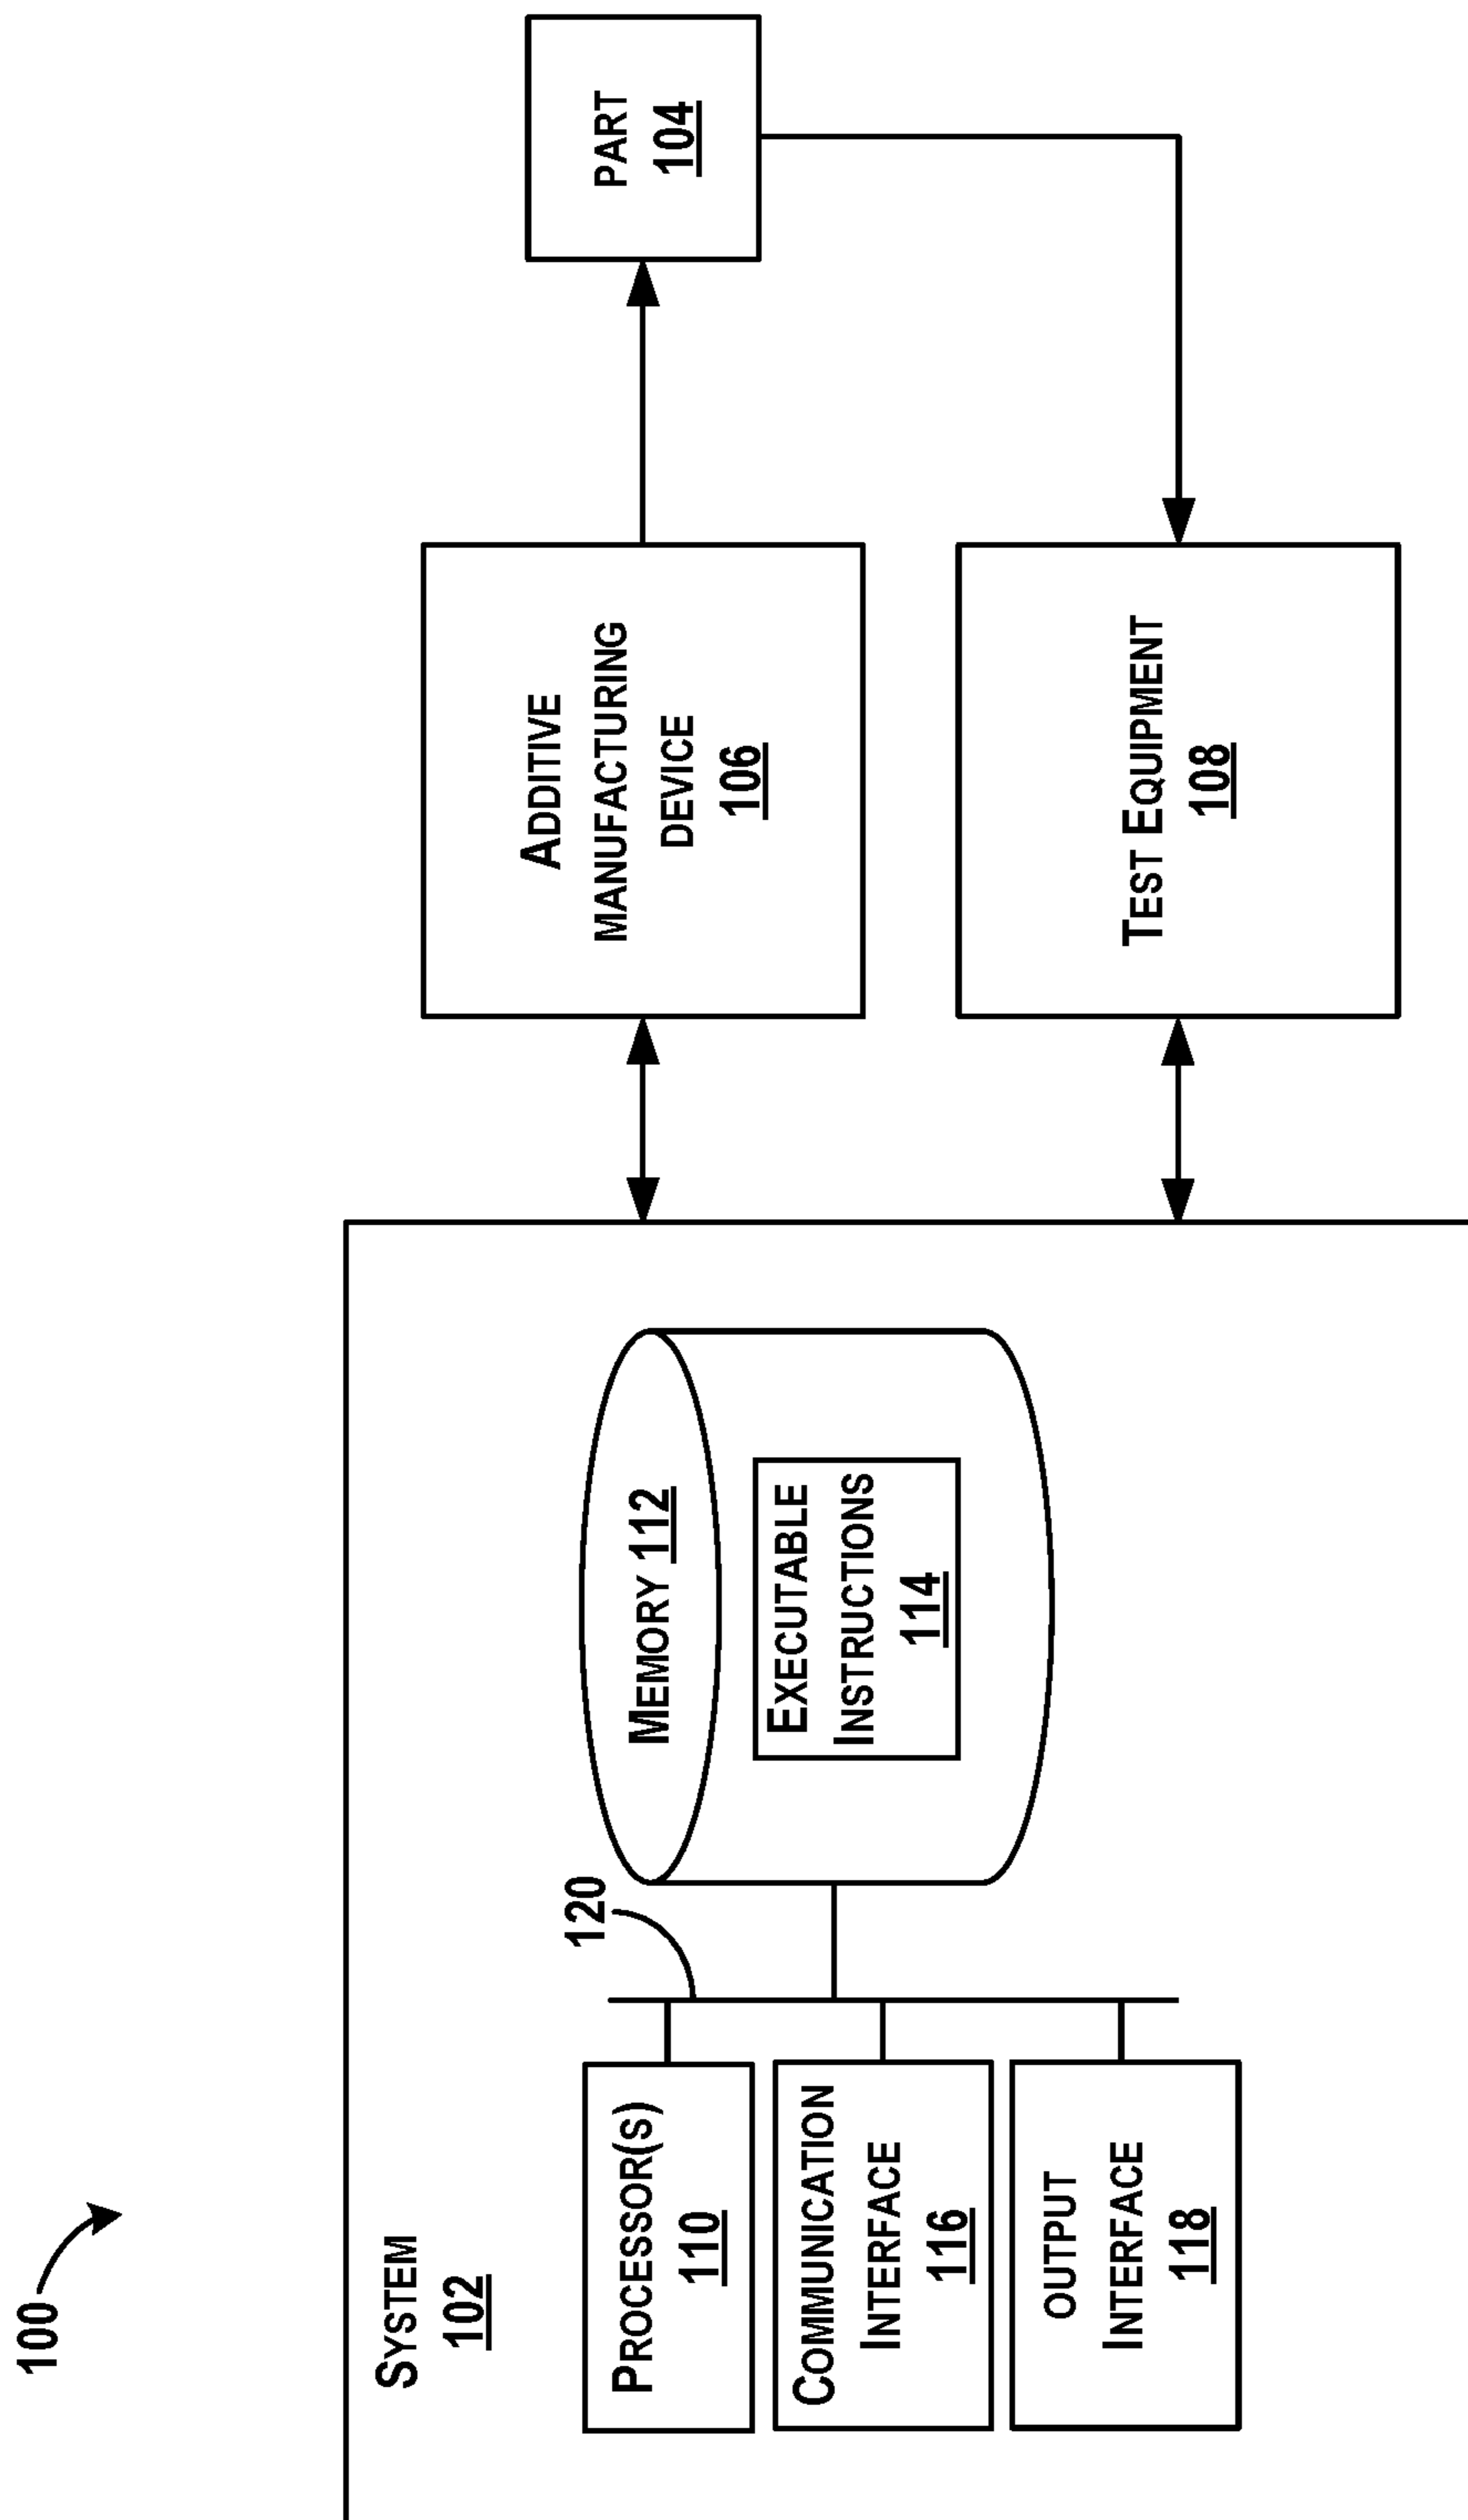 100
SYSTEM
102
PROCESSOR(S)
110
COMMUNICATION
INTERFACE
116
OUTPUT
INTERFACE
118
120
MEMORY 112
EXECUTABLE
INSTRUCTIONS
114
ADDITIVE
MANUFACTURING
DEVICE
106
TEST EQUIPMENT
108
PART
104